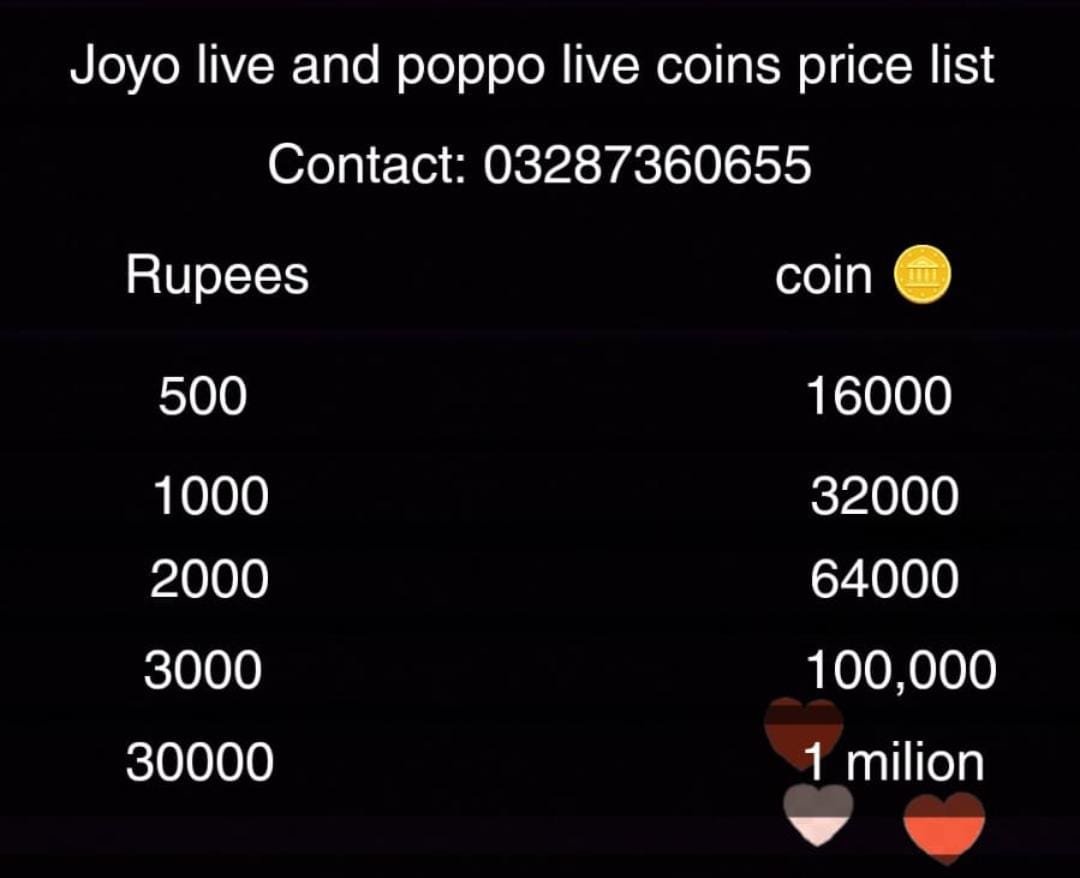 Joyo live and poppo live coins price list
Contact: 03287360655
Rupees coin 🪙
500 16000
1000 32000
2000 64000
3000 100,000
30000 1 milion